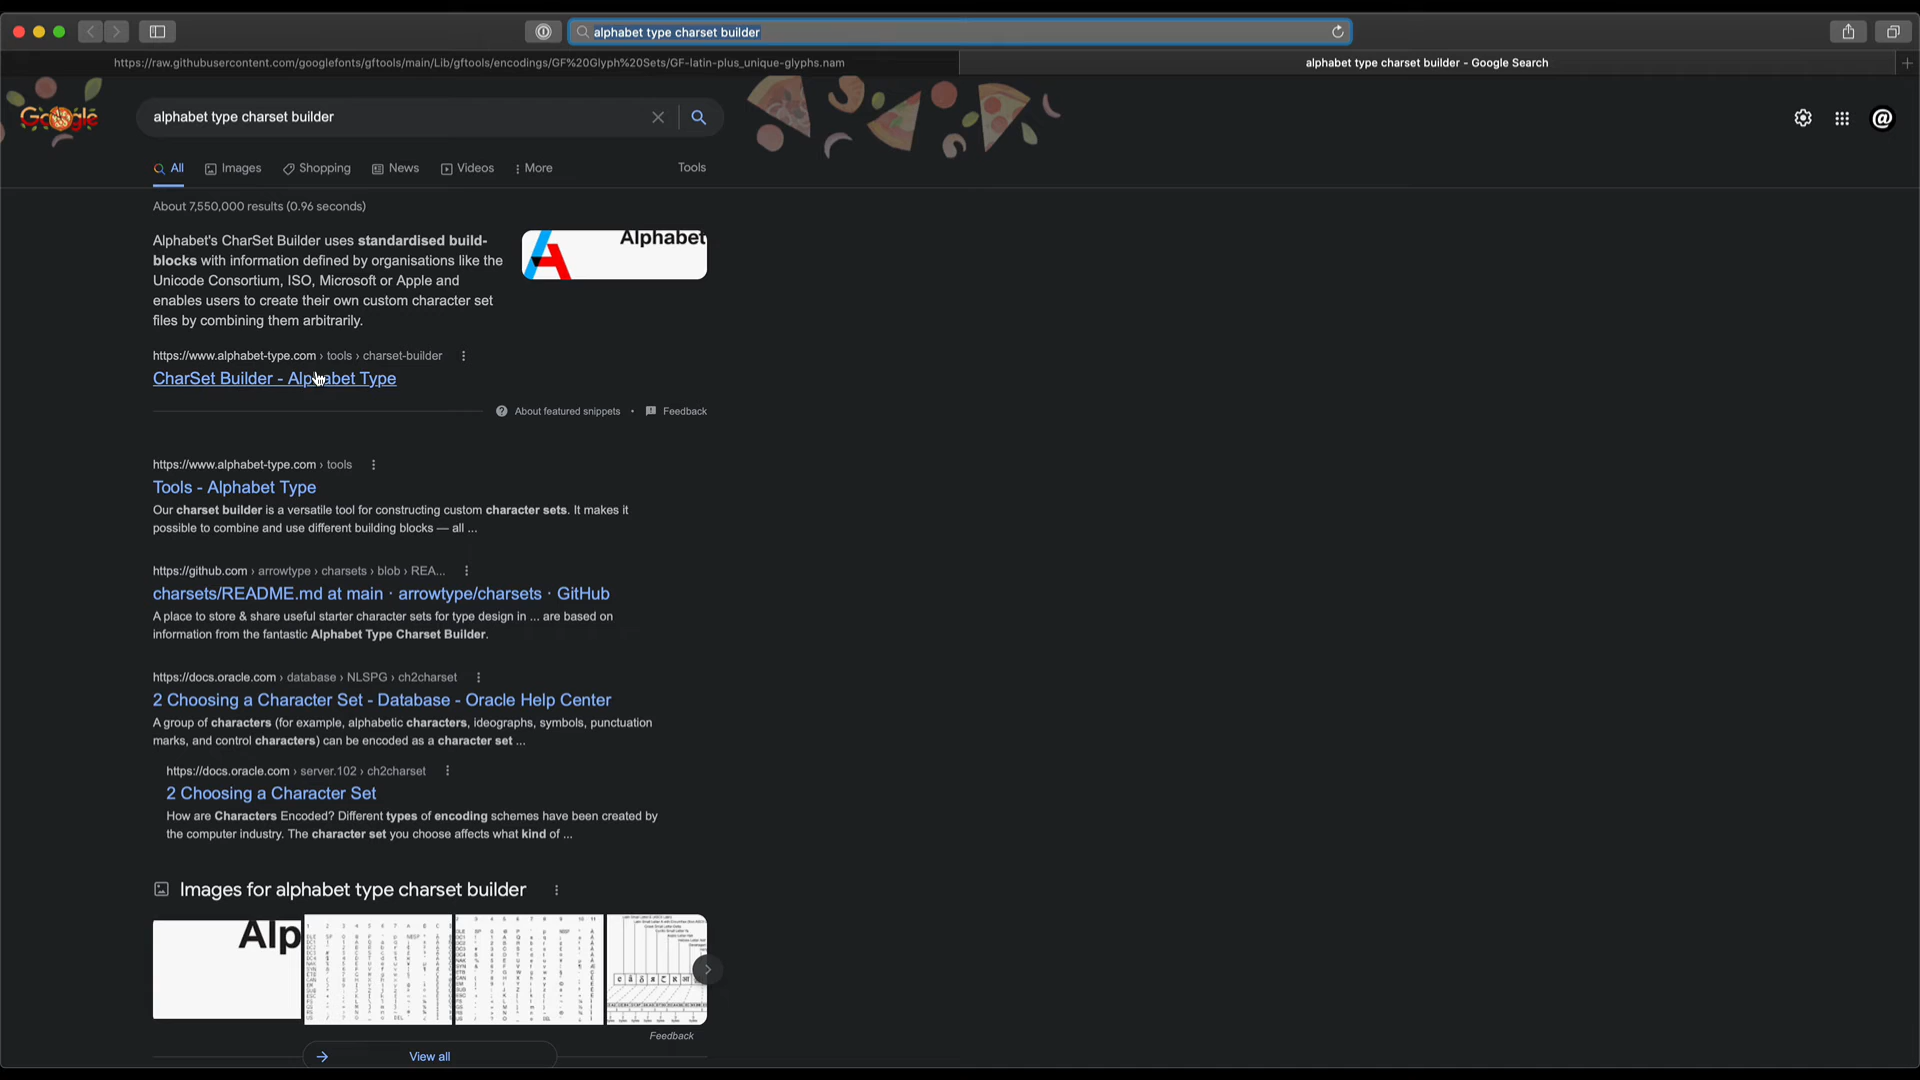 alphabet type charset builder
https://raw.githubusercontent.com/googlefonts/gftools/main/Lib/gftools/encodings/GF%20Glyph%20Sets/GF-latin-plus_unique-glyphs.nam
alphabet type charset builder - Google Search
Google
alphabet type charset builder
@
All
Images
Shopping
News
Videos
More
Tools
About 7,550,000 results (0.96 seconds)
Alphabet's CharSet Builder uses standardised build-
blocks with information defined by organisations like the
Unicode Consortium, ISO, Microsoft or Apple and
enables users to create their own custom character set
files by combining them arbitrarily.
Alphabet
https://www.alphabet-type.com › tools › charset-builder
CharSet Builder - Alphabet Type
About featured snippets • Feedback
https://www.alphabet-type.com › tools
Tools - Alphabet Type
Our charset builder is a versatile tool for constructing custom character sets. It makes it
possible to combine and use different building blocks — all ...
https://github.com › arrowtype › charsets › blob › REA...
charsets/README.md at main · arrowtype/charsets · GitHub
A place to store & share useful starter character sets for type design in ... are based on
information from the fantastic Alphabet Type Charset Builder.
https://docs.oracle.com › database › NLSPG › ch2charset
2 Choosing a Character Set - Database - Oracle Help Center
A group of characters (for example, alphabetic characters, ideographs, symbols, punctuation
marks, and control characters) can be encoded as a character set ...
https://docs.oracle.com › server.102 › ch2charset
2 Choosing a Character Set
How are Characters Encoded? Different types of encoding schemes have been created by
the computer industry. The character set you choose affects what kind of ...
Images for alphabet type charset builder
Alp
Feedback
View all